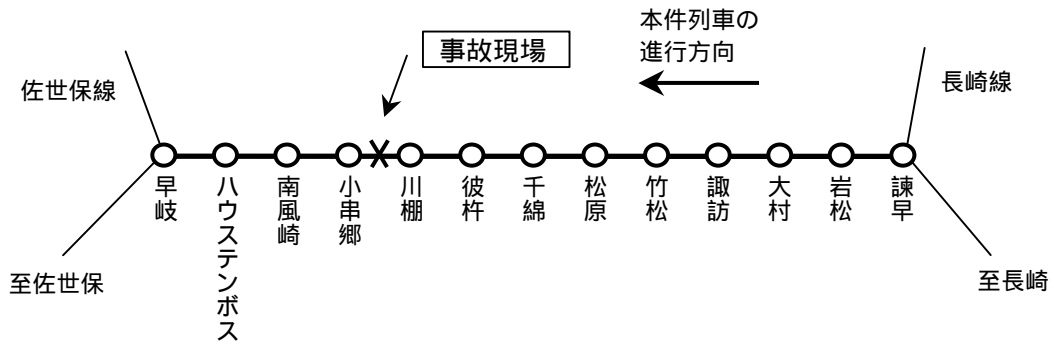 事故現場
本件列車の
進行方向
佐世保線
長崎線
早岐
ハウステンボス
南風崎
小串郷
川棚
彼杵
千綿
松原
竹松
諏訪
大村
岩松
諫早
至佐世保
至長崎